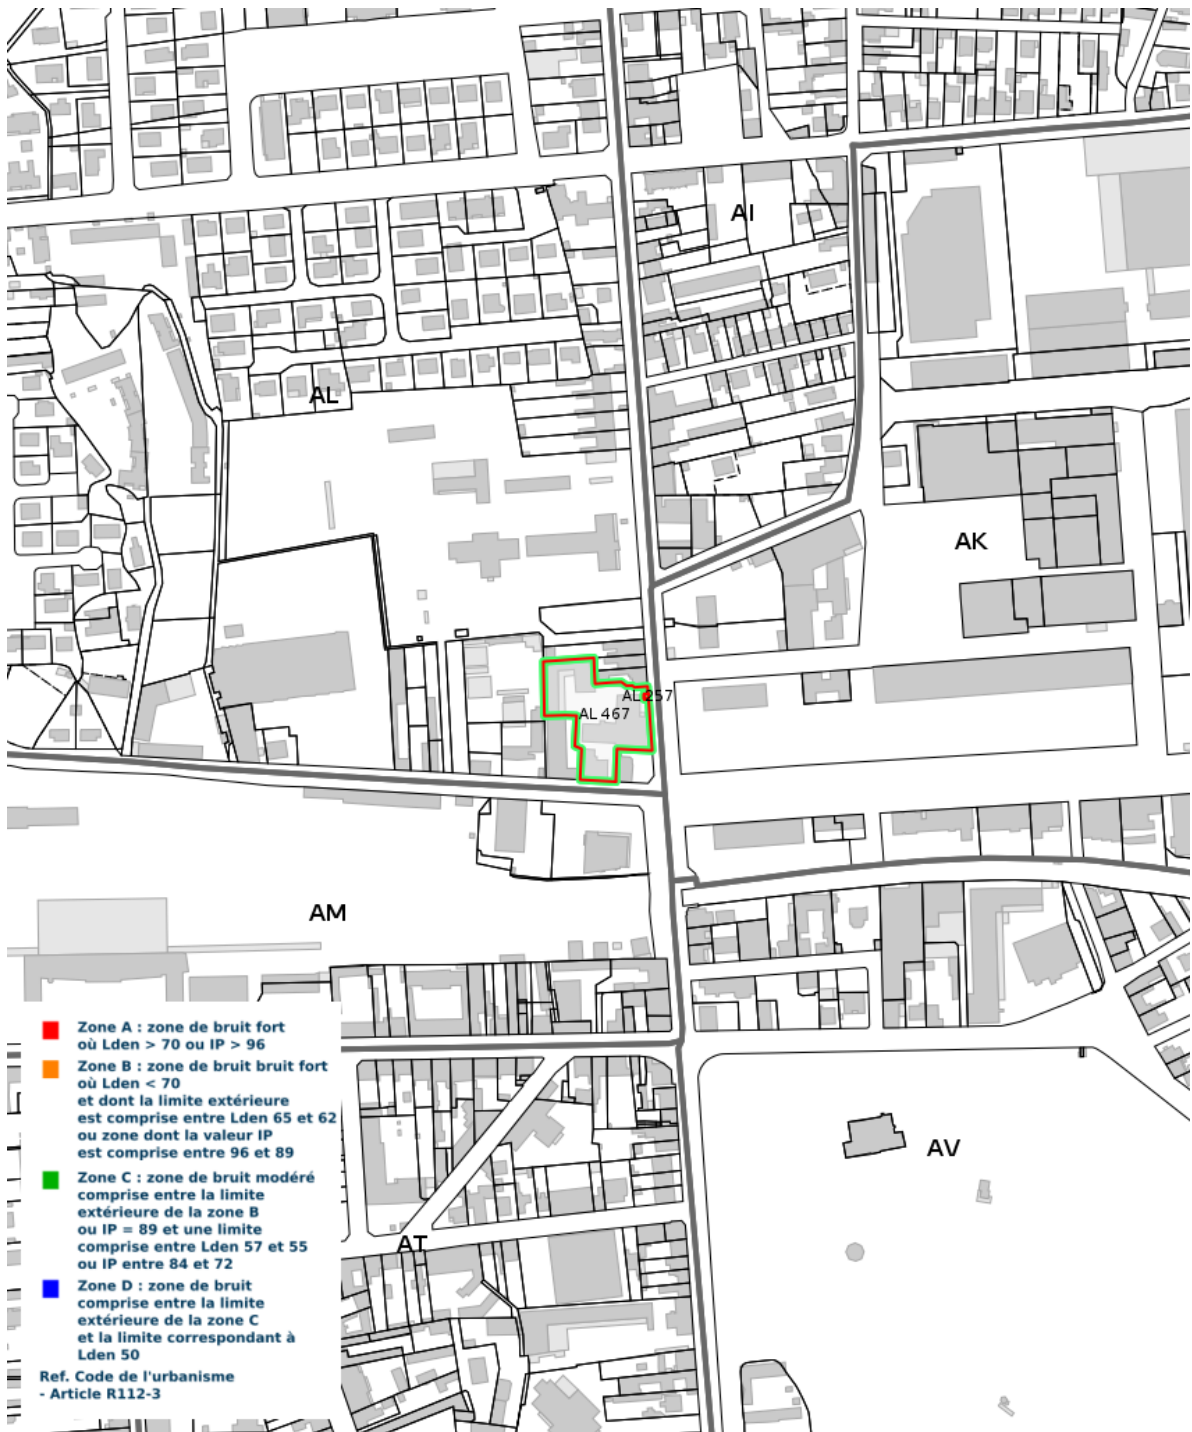 AI
AL
AK
AL 257
AL 467
AM
AV
AT
Zone A : zone de bruit fort
où Lden > 70 ou IP > 96
Zone B : zone de bruit bruit fort
où Lden < 70
et dont la limite extérieure
est comprise entre Lden 65 et 62
ou zone dont la valeur IP
est comprise entre 96 et 89
Zone C : zone de bruit modéré
comprise entre la limite
extérieure de la zone B
ou IP = 89 et une limite
comprise entre Lden 57 et 55
ou IP entre 84 et 72
Zone D : zone de bruit
comprise entre la limite
extérieure de la zone C
et la limite correspondant à
Lden 50
Ref. Code de l'urbanisme
- Article R112-3